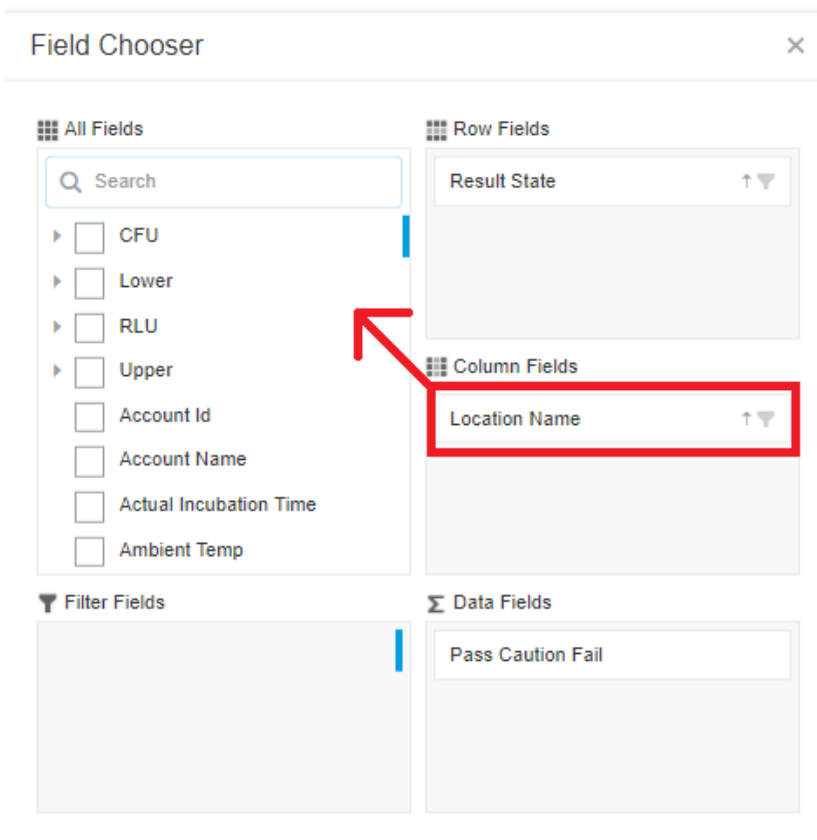 Field Chooser
All Fields
Search
CFU
Lower
RLU
Upper
Account Id
Account Name
Actual Incubation Time
Ambient Temp
Row Fields
Result State
Column Fields
Location Name
Filter Fields
Data Fields
Pass Caution Fail